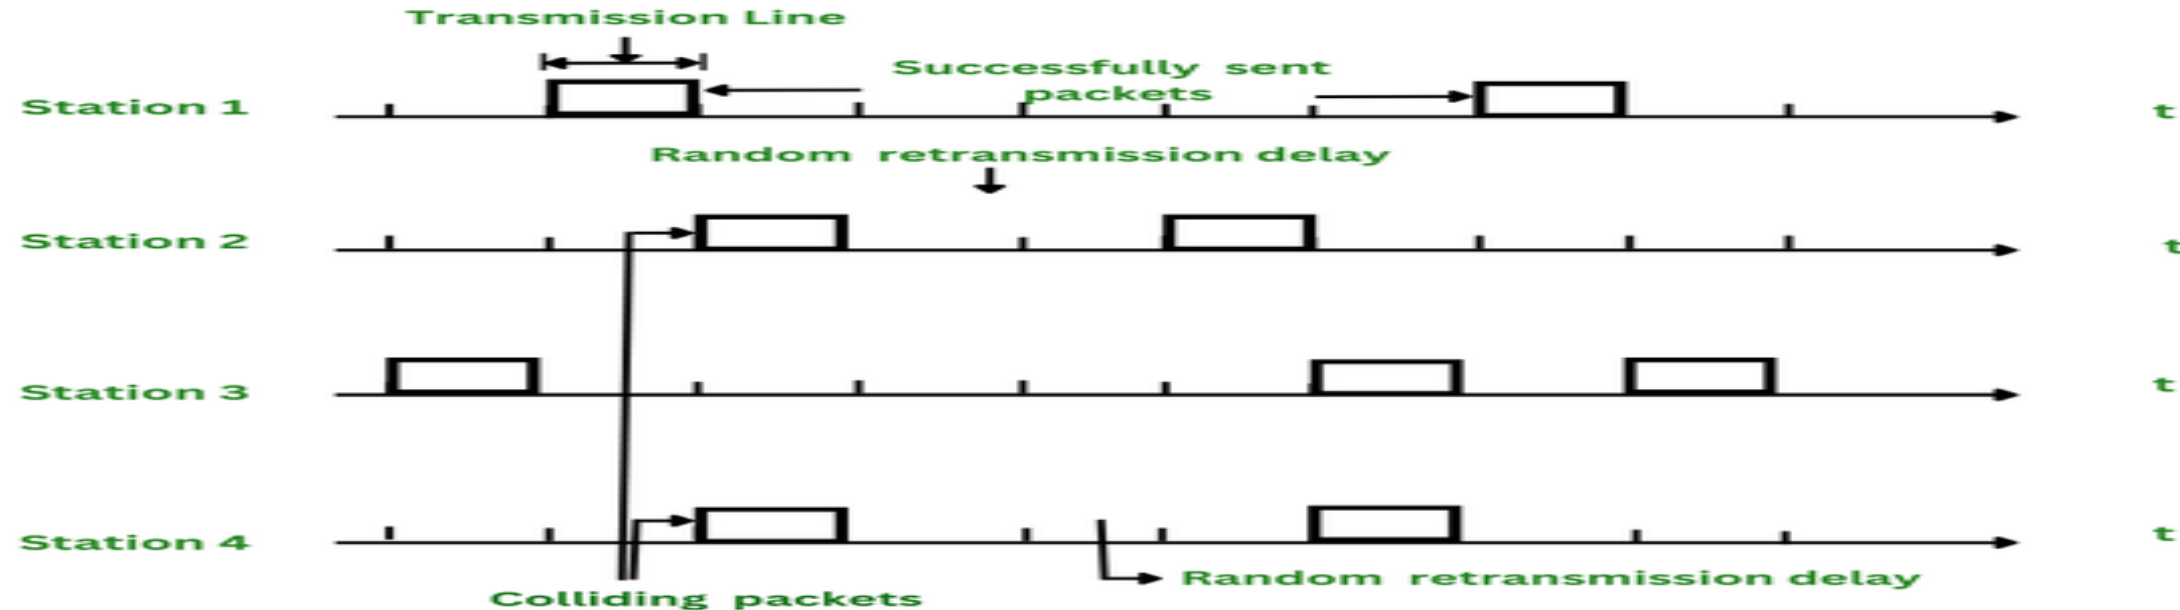 Transmission Line
Successfully sent
packets
Station 1
t
Random retransmission delay
Station 2
t
Station 3
t
Station 4
t
Random retransmission delay
Colliding packets